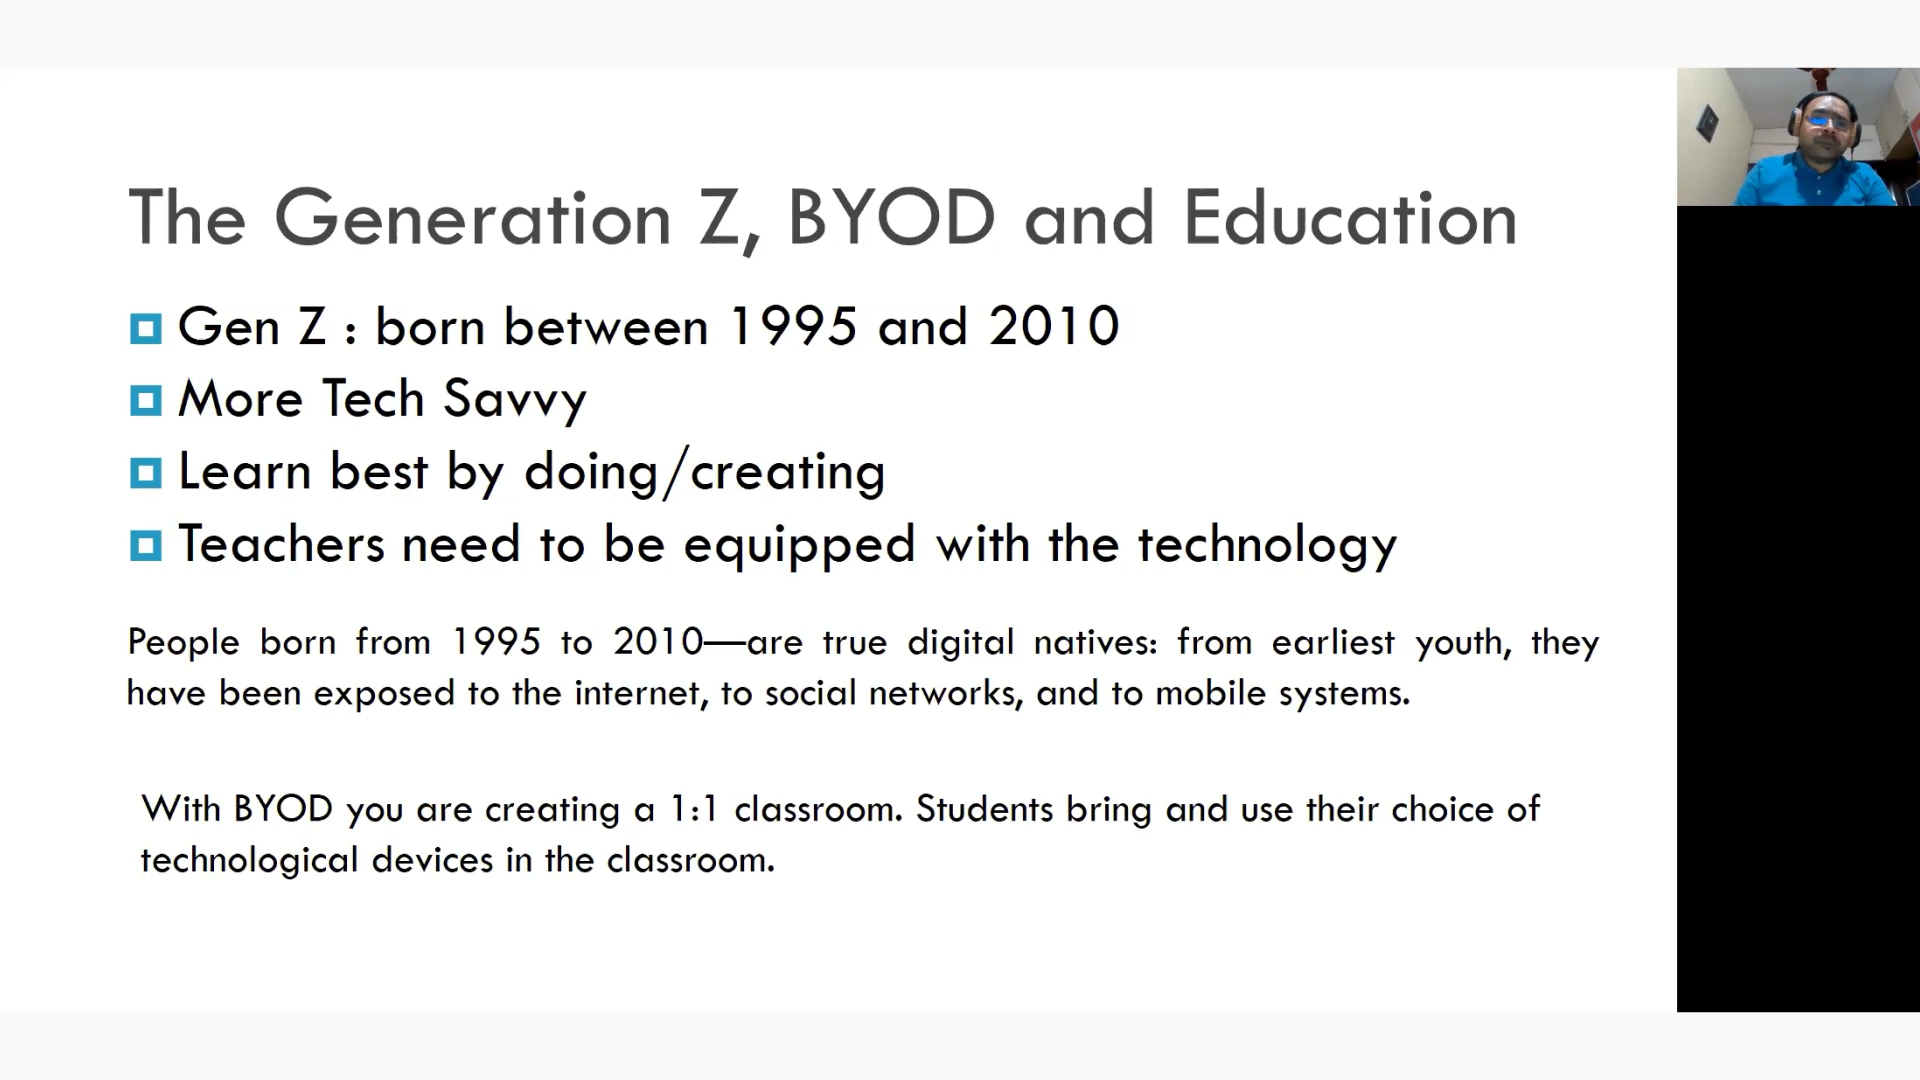 The Generation Z, BYOD and Education
Gen Z : born between 1995 and 2010
More Tech Savvy
Learn best by doing/creating
Teachers need to be equipped with the technology
People born from 1995 to 2010—are true digital natives: from earliest youth, they
have been exposed to the internet, to social networks, and to mobile systems.
With BYOD you are creating a 1:1 classroom. Students bring and use their choice of
technological devices in the classroom.